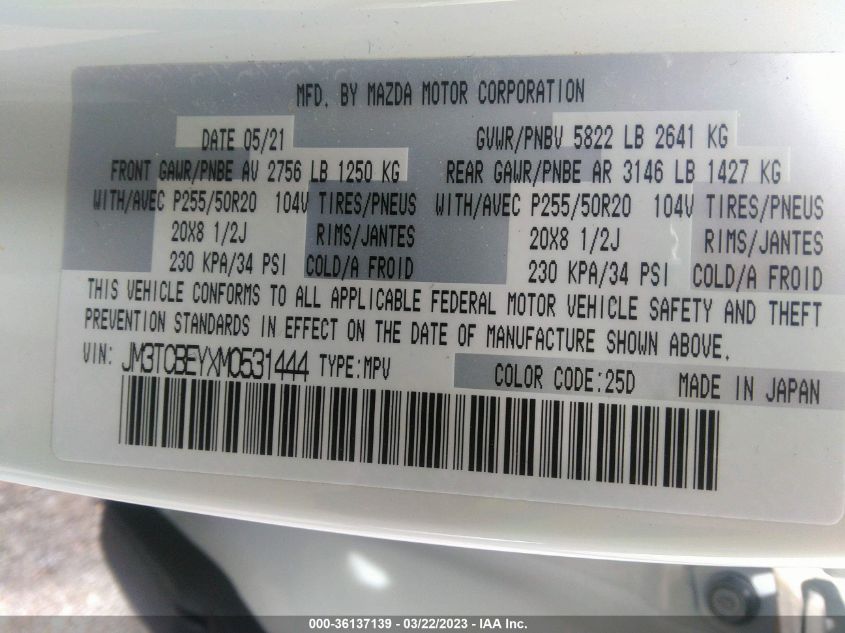 MFD. BY MAZDA MOTOR CORPORATION
DATE 05/21 GVWR/PNBV 5822 LB 2641 KG
FRONT GAWR/PNBE AV 2756 LB 1250 KG REAR GAWR/PNBE AR 3146 LB 1427 KG
WITH/AVEC P255/50R20 104V TIRES/PNEUS WITH/AVEC P255/50R20 104V TIRES/PNEUS
20X8 1/2J RIMS/JANTES 20X8 1/2J RIMS/JANTES
230 KPA/34 PSI COLD/A FROID 230 KPA/34 PSI COLD/A FROID
THIS VEHICLE CONFORMS TO ALL APPLICABLE FEDERAL MOTOR VEHICLE SAFETY AND THEFT
PREVENTION STANDARDS IN EFFECT ON THE DATE OF MANUFACTURE SHOWN ABOVE.
VIN: JM3TCBEYXM0531444 TYPE:MPV COLOR CODE:25D MADE IN JAPAN
000-36137139 - 03/22/2023 - IAA Inc.